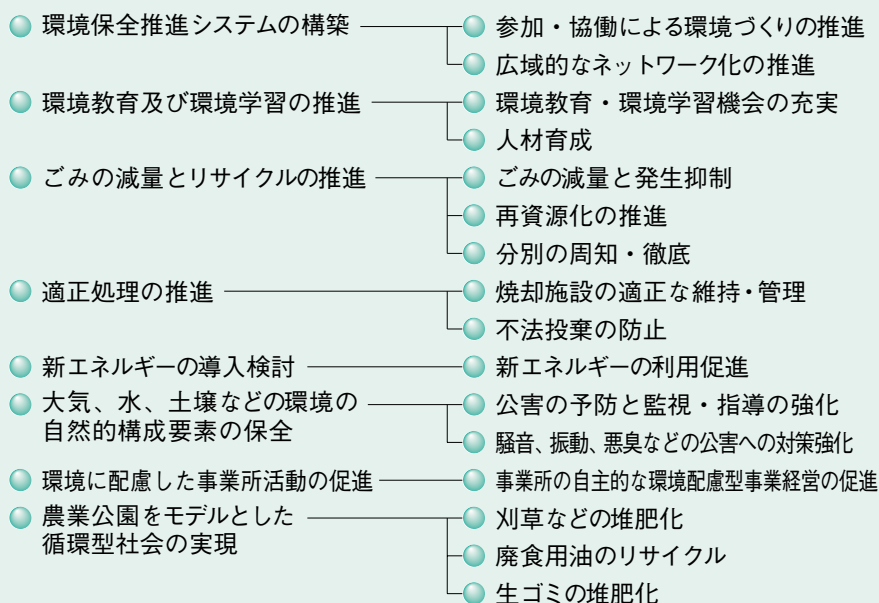 環境保全推進システムの構築
参加・協働による環境づくりの推進
広域的なネットワーク化の推進
環境教育及び環境学習の推進
環境教育・環境学習機会の充実
人材育成
ごみの減量とリサイクルの推進
ごみの減量と発生抑制
再資源化の推進
分別の周知・徹底
適正処理の推進
焼却施設の適正な維持・管理
不法投棄の防止
新エネルギーの導入検討
新エネルギーの利用促進
大気、水、土壌などの環境の
自然的構成要素の保全
公害の予防と監視・指導の強化
騒音、振動、悪臭などの公害への対策強化
環境に配慮した事業所活動の促進
事業所の自主的な環境配慮型事業経営の促進
農業公園をモデルとした
循環型社会の実現
刈草などの堆肥化
廃食用油のリサイクル
生ゴミの堆肥化